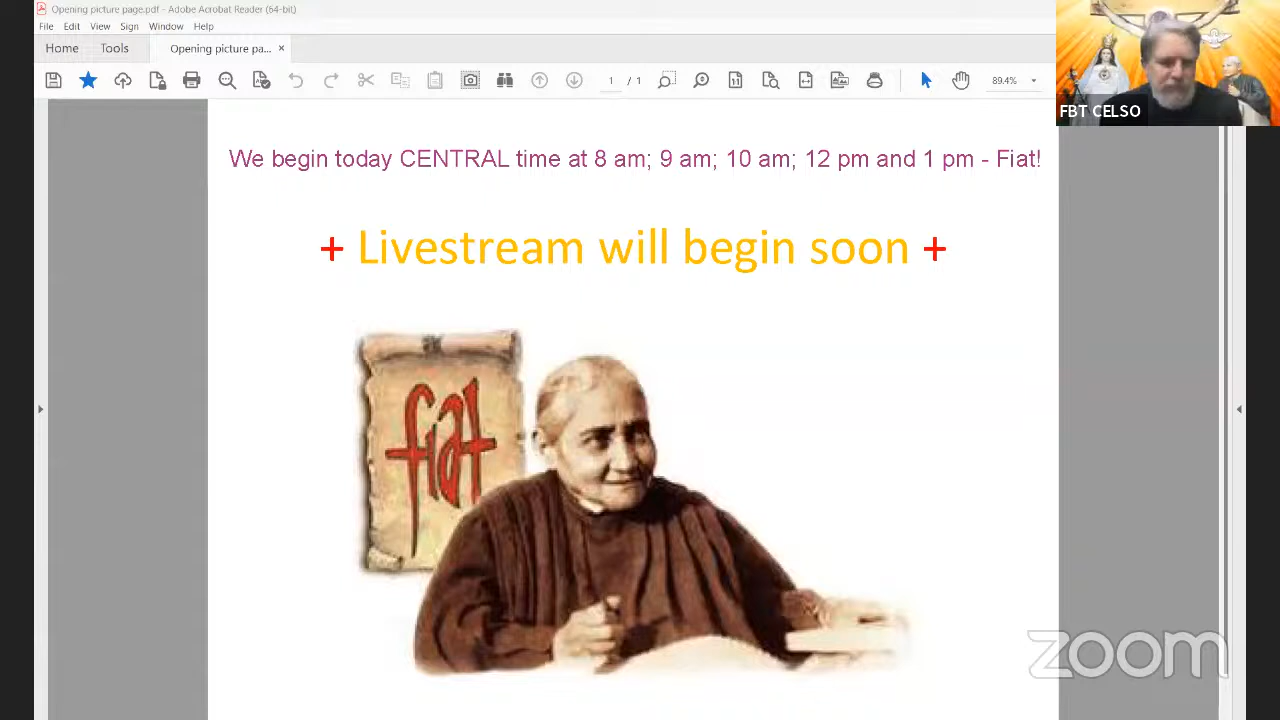 Opening picture page.pdf - Adobe Acrobat Reader (64-bit)
File Edit View Sign Window Help
Home Tools Opening picture pa... ×
1 / 1 89.4%
FBT CELSO
We begin today CENTRAL time at 8 am; 9 am; 10 am; 12 pm and 1 pm - Fiat!
+ Livestream will begin soon +
fiat
zoom